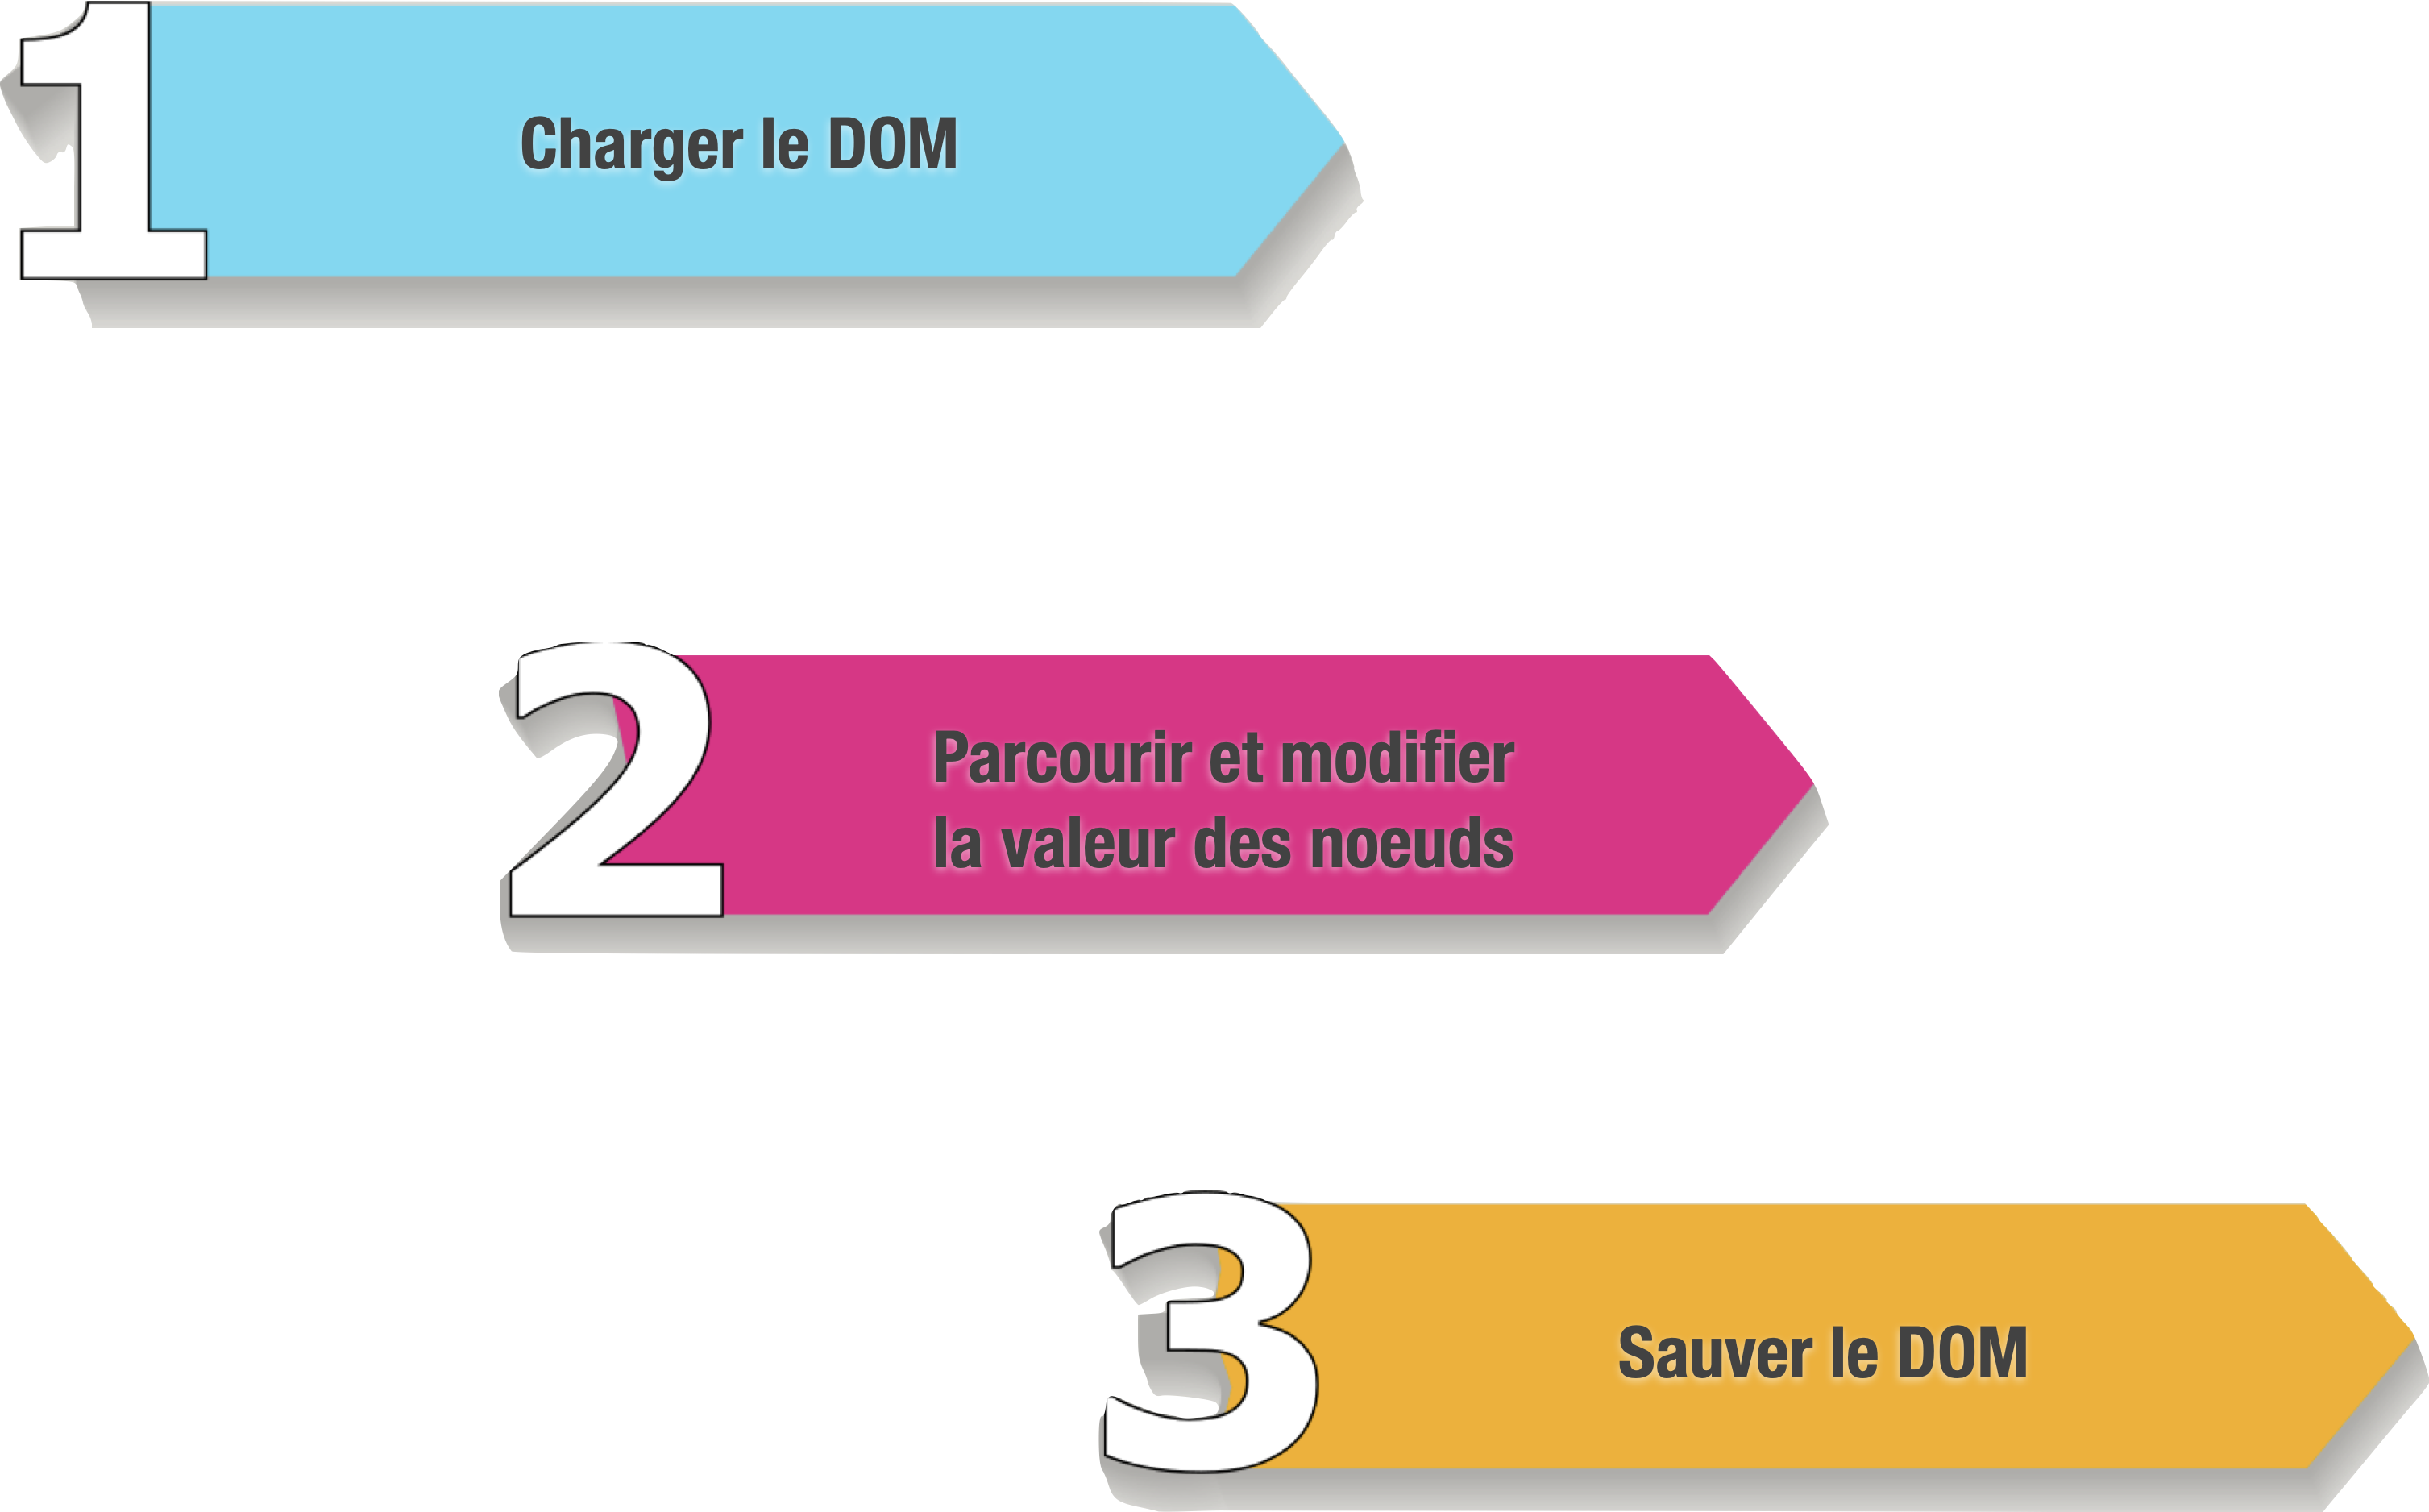 1
Charger le DOM
2
Parcourir et modifier
la valeur des noeuds
3
Sauver le DOM